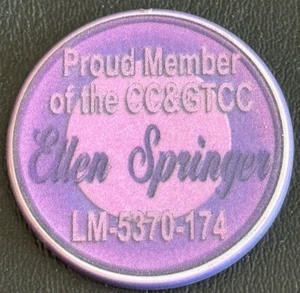 Proud Member
of the CC&GTCC
Ellen Springer
LM-5370-174